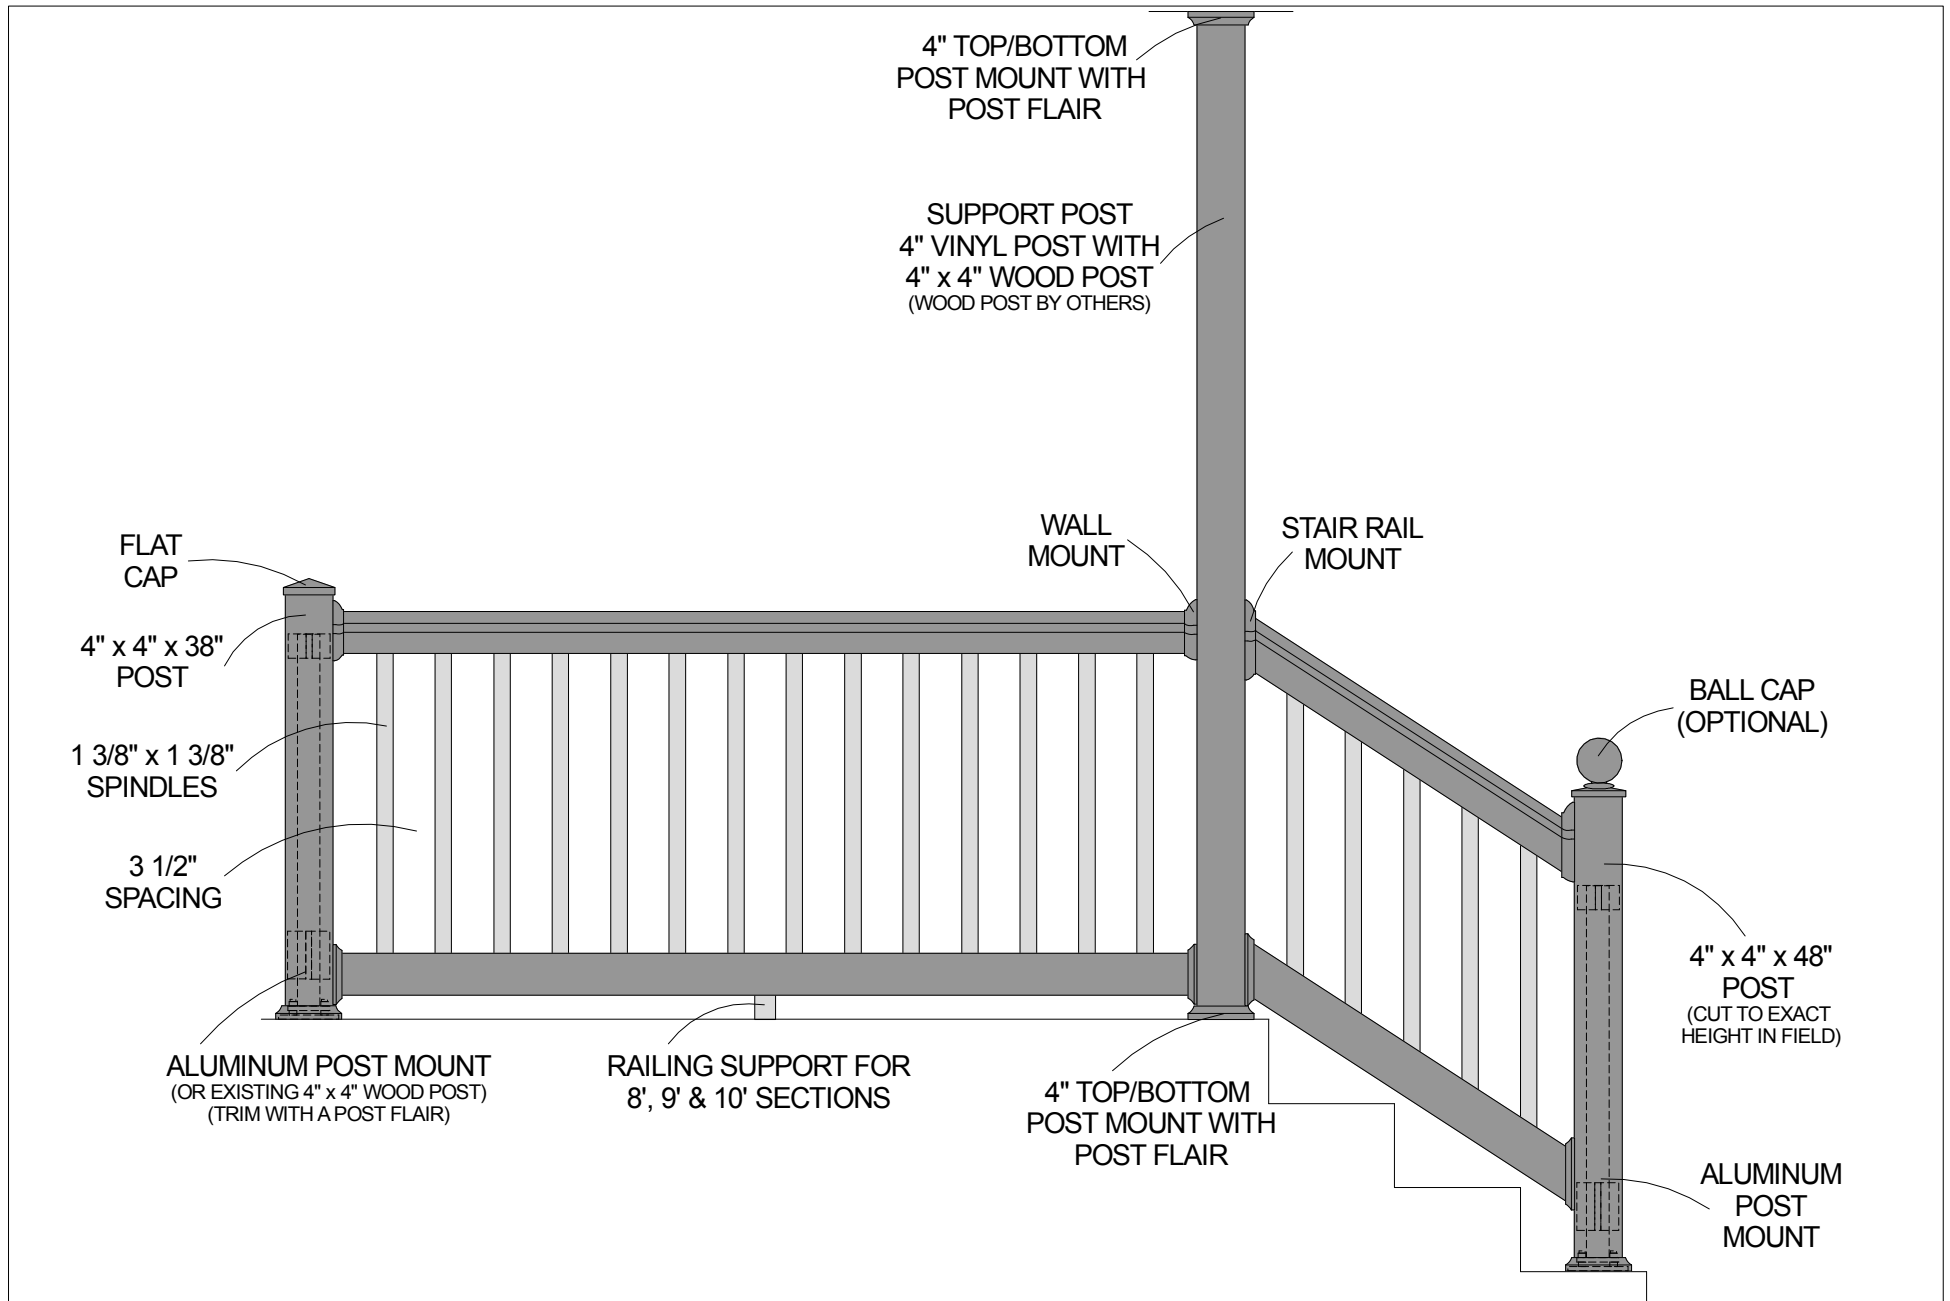 4" TOP/BOTTOM
POST MOUNT WITH
POST FLAIR
SUPPORT POST
4" VINYL POST WITH
4" x 4" WOOD POST
(WOOD POST BY OTHERS)
WALL
MOUNT
STAIR RAIL
MOUNT
FLAT
CAP
4" x 4" x 38"
POST
1 3/8" x 1 3/8"
SPINDLES
3 1/2"
SPACING
BALL CAP
(OPTIONAL)
4" x 4" x 48"
POST
(CUT TO EXACT
HEIGHT IN FIELD)
ALUMINUM POST MOUNT
(OR EXISTING 4" x 4" WOOD POST)
(TRIM WITH A POST FLAIR)
RAILING SUPPORT FOR
8', 9' & 10' SECTIONS
4" TOP/BOTTOM
POST MOUNT WITH
POST FLAIR
ALUMINUM
POST
MOUNT